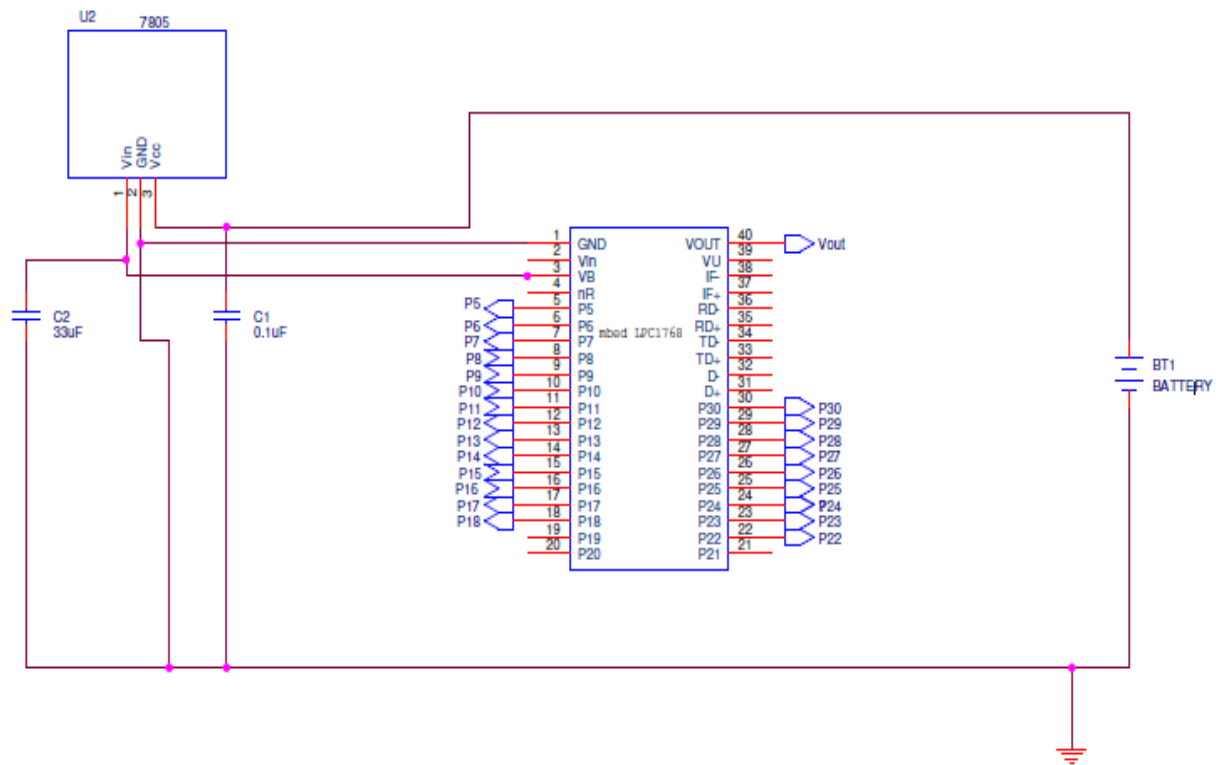 U2
7805
Vin
GND
Vcc
1
2
3
C2
33uF
C1
0.1uF
mbed LPC1768
1 GND
2 Vin
3 VB
4 nR
P5 5 P5
P6 6 P6
P7 7 P7
P8 8 P8
P9 9 P9
P10 10 P10
P11 11 P11
P12 12 P12
P13 13 P13
P14 14 P14
P15 15 P15
P16 16 P16
P17 17 P17
P18 18 P18
19 P19
20 P20
VOUT 40 Vout
VU 39
IF- 38
IF+ 37
RD- 36
RD+ 35
TD- 34
TD+ 33
D- 32
D+ 31
P30 30 P30
P29 29 P29
P28 28 P28
P27 27 P27
P26 26 P26
P25 25 P25
P24 24 P24
P23 23 P23
P22 22 P22
P21 21
BT1
BATTERY